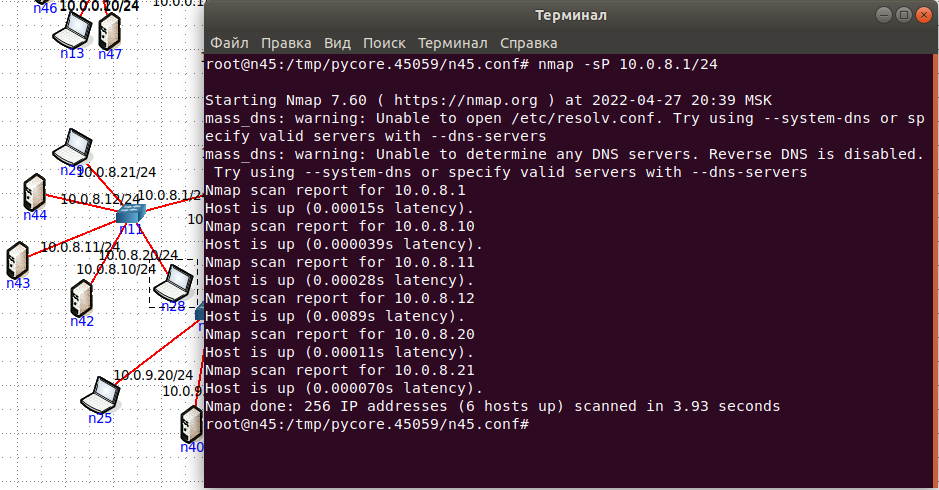 n46
10.0.0.20/24
10.0.0.1
n13
n47
n29
10.0.8.21/24
n44
10.0.8.12/24
10.0.8.1/2
10
n11
10.0.8.11/24
10.0.8.20/24
10.0.8.10/24
n43
n28
n42
n
10.0.9.20/24
10.0.9
n25
n40
Терминал
Файл Правка Вид Поиск Терминал Справка
root@n45:/tmp/pycore.45059/n45.conf# nmap -sP 10.0.8.1/24
Starting Nmap 7.60 ( https://nmap.org ) at 2022-04-27 20:39 MSK
mass_dns: warning: Unable to open /etc/resolv.conf. Try using --system-dns or sp
ecify valid servers with --dns-servers
mass_dns: warning: Unable to determine any DNS servers. Reverse DNS is disabled.
Try using --system-dns or specify valid servers with --dns-servers
Nmap scan report for 10.0.8.1
Host is up (0.00015s latency).
Nmap scan report for 10.0.8.10
Host is up (0.000039s latency).
Nmap scan report for 10.0.8.11
Host is up (0.00028s latency).
Nmap scan report for 10.0.8.12
Host is up (0.0089s latency).
Nmap scan report for 10.0.8.20
Host is up (0.00011s latency).
Nmap scan report for 10.0.8.21
Host is up (0.000070s latency).
Nmap done: 256 IP addresses (6 hosts up) scanned in 3.93 seconds
root@n45:/tmp/pycore.45059/n45.conf#